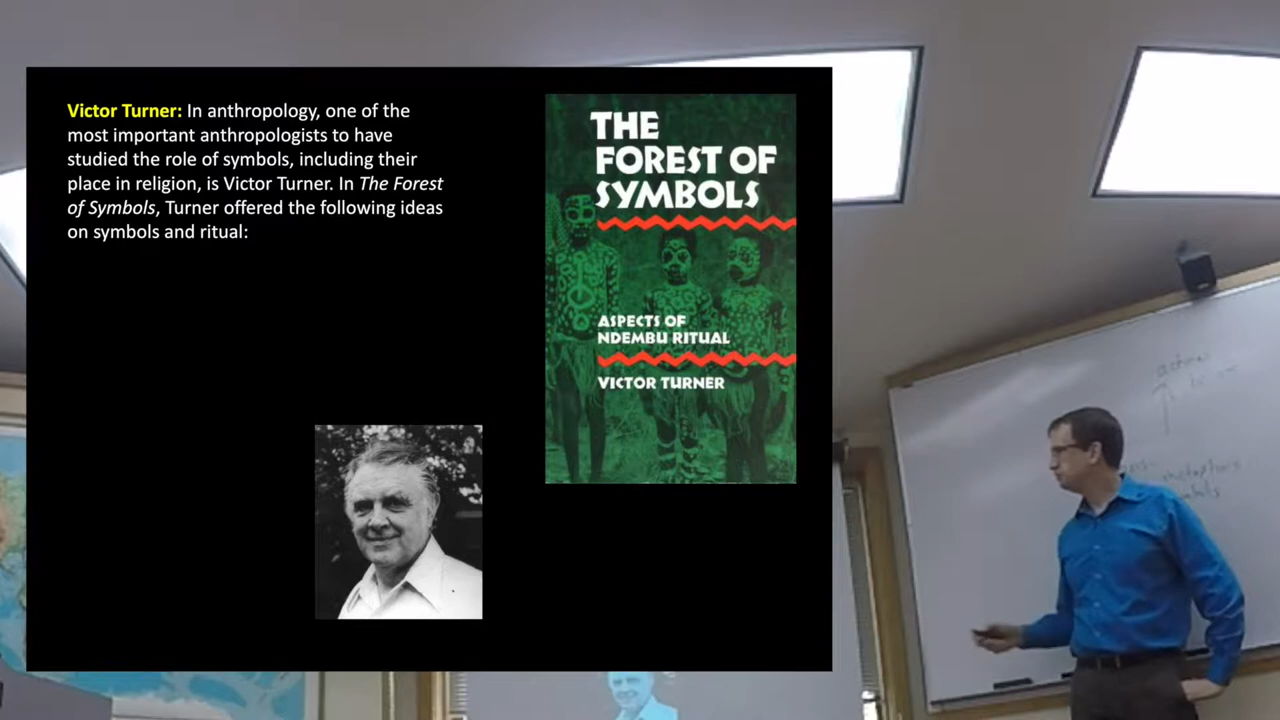 Victor Turner: In anthropology, one of the
most important anthropologists to have
studied the role of symbols, including their
place in religion, is Victor Turner. In The Forest
of Symbols, Turner offered the following ideas
on symbols and ritual:
THE
FOREST OF
SYMBOLS
ASPECTS OF
NDEMBU RITUAL
VICTOR TURNER
metaphors